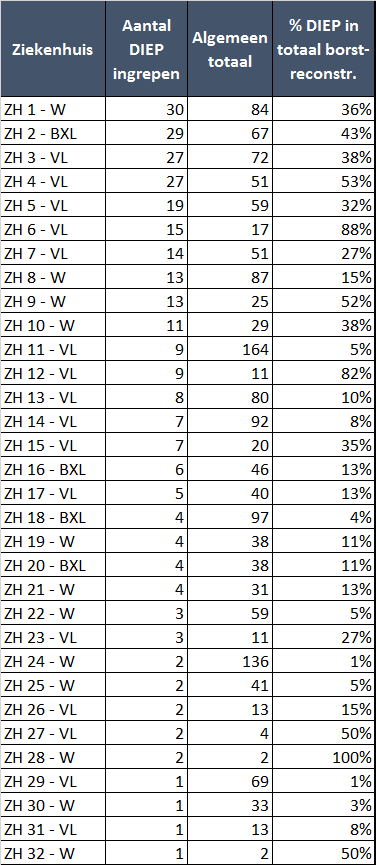 Ziekenhuis | Aantal DIEP ingrepen | Algemeen totaal | % DIEP in totaal borst-reconstr.
ZH 1 - W | 30 | 84 | 36%
ZH 2 - BXL | 29 | 67 | 43%
ZH 3 - VL | 27 | 72 | 38%
ZH 4 - VL | 27 | 51 | 53%
ZH 5 - VL | 19 | 59 | 32%
ZH 6 - VL | 15 | 17 | 88%
ZH 7 - VL | 14 | 51 | 27%
ZH 8 - W | 13 | 87 | 15%
ZH 9 - W | 13 | 25 | 52%
ZH 10 - W | 11 | 29 | 38%
ZH 11 - VL | 9 | 164 | 5%
ZH 12 - VL | 9 | 11 | 82%
ZH 13 - VL | 8 | 80 | 10%
ZH 14 - VL | 7 | 92 | 8%
ZH 15 - VL | 7 | 20 | 35%
ZH 16 - BXL | 6 | 46 | 13%
ZH 17 - VL | 5 | 40 | 13%
ZH 18 - BXL | 4 | 97 | 4%
ZH 19 - W | 4 | 38 | 11%
ZH 20 - BXL | 4 | 38 | 11%
ZH 21 - W | 4 | 31 | 13%
ZH 22 - W | 3 | 59 | 5%
ZH 23 - VL | 3 | 11 | 27%
ZH 24 - W | 2 | 136 | 1%
ZH 25 - W | 2 | 41 | 5%
ZH 26 - VL | 2 | 13 | 15%
ZH 27 - VL | 2 | 4 | 50%
ZH 28 - W | 2 | 2 | 100%
ZH 29 - VL | 1 | 69 | 1%
ZH 30 - W | 1 | 33 | 3%
ZH 31 - VL | 1 | 13 | 8%
ZH 32 - W | 1 | 2 | 50%